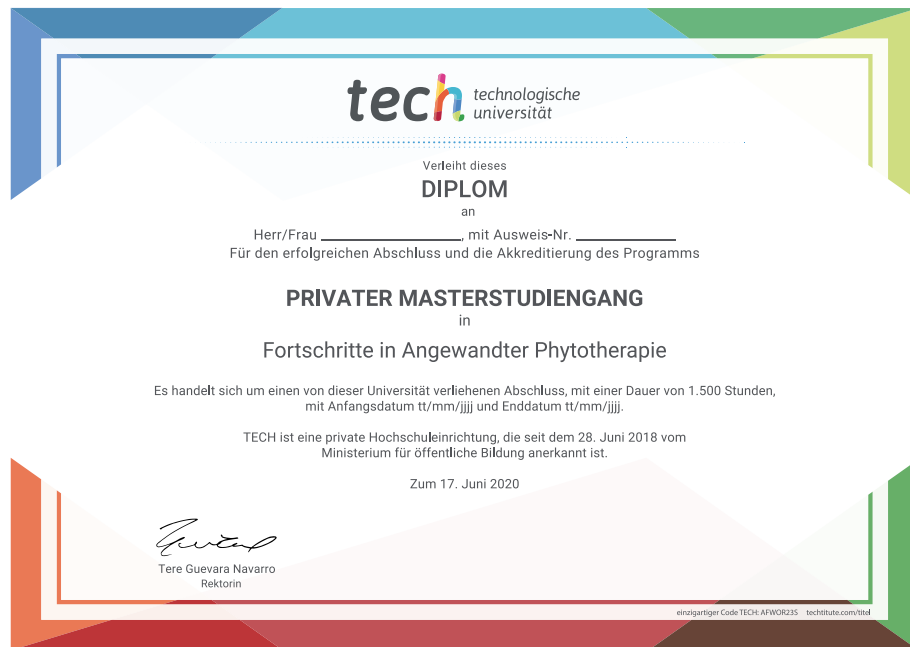 tech technologische
universität
Verleiht dieses
DIPLOM
an
Herr/Frau ____________, mit Ausweis-Nr. ____________
Für den erfolgreichen Abschluss und die Akkreditierung des Programms
PRIVATER MASTERSTUDIENGANG
in
Fortschritte in Angewandter Phytotherapie
Es handelt sich um einen von dieser Universität verliehenen Abschluss, mit einer Dauer von 1.500 Stunden,
mit Anfangsdatum tt/mm/jjjj und Enddatum tt/mm/jjjj.
TECH ist eine private Hochschuleinrichtung, die seit dem 28. Juni 2018 vom
Ministerium für öffentliche Bildung anerkannt ist.
Zum 17. Juni 2020
Tere Guevara Navarro
Rektorin
einzigartiger Code TECH: AFWOR23S techtitute.com/titel